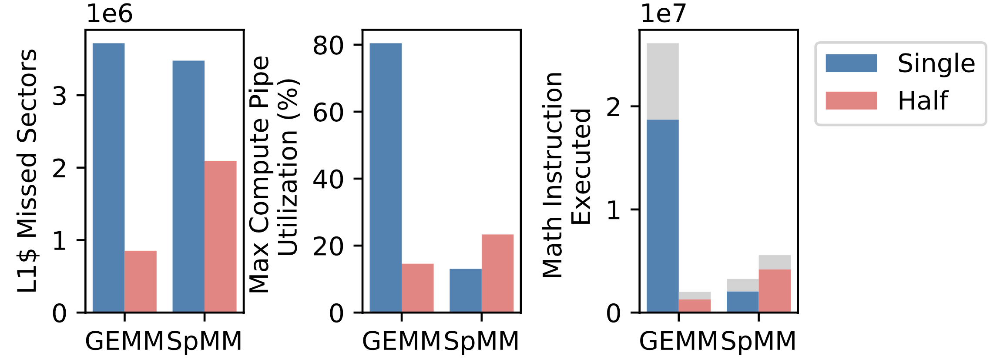 1e6
L1$ Missed Sectors
3
2
1
0
GEMM SpMM
Max Compute Pipe
Utilization (%)
80
60
40
20
0
GEMM SpMM
1e7
Math Instruction
Executed
2
1
0
GEMM SpMM
Single
Half